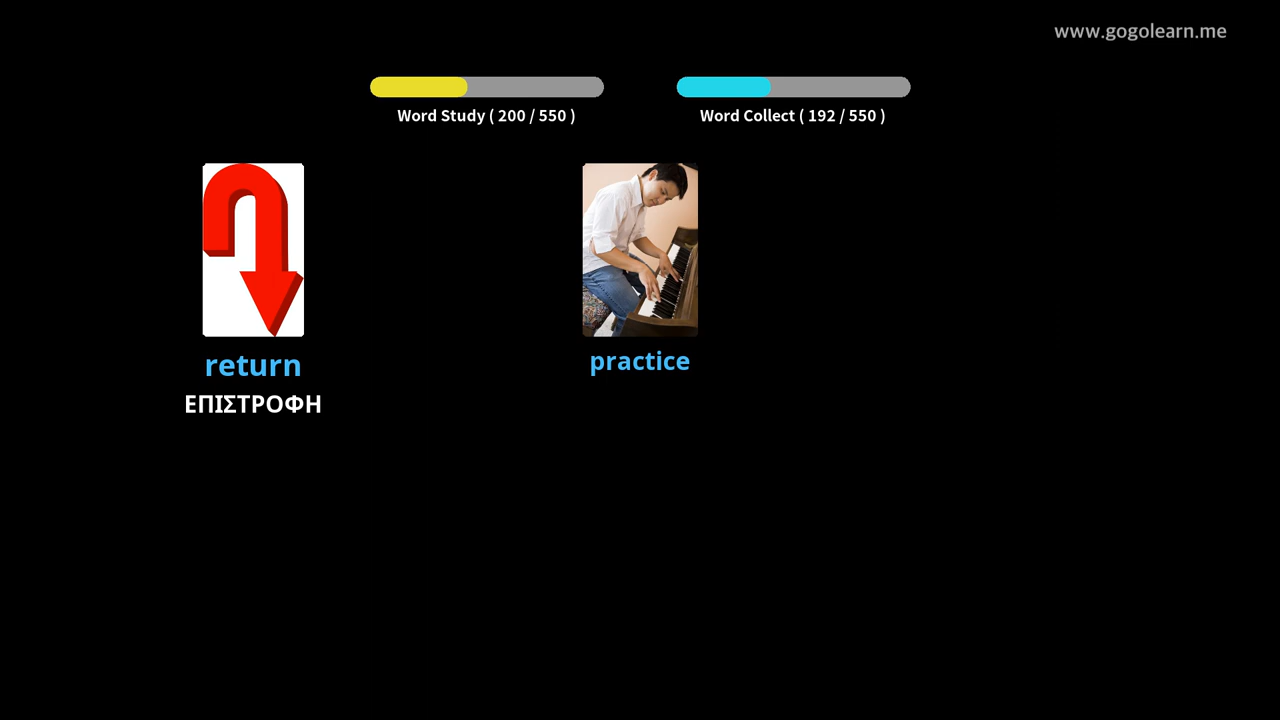 www.gogolearn.me
Word Study ( 200 / 550 )
Word Collect ( 192 / 550 )
return
ΕΠΙΣΤΡΟΦΗ
practice